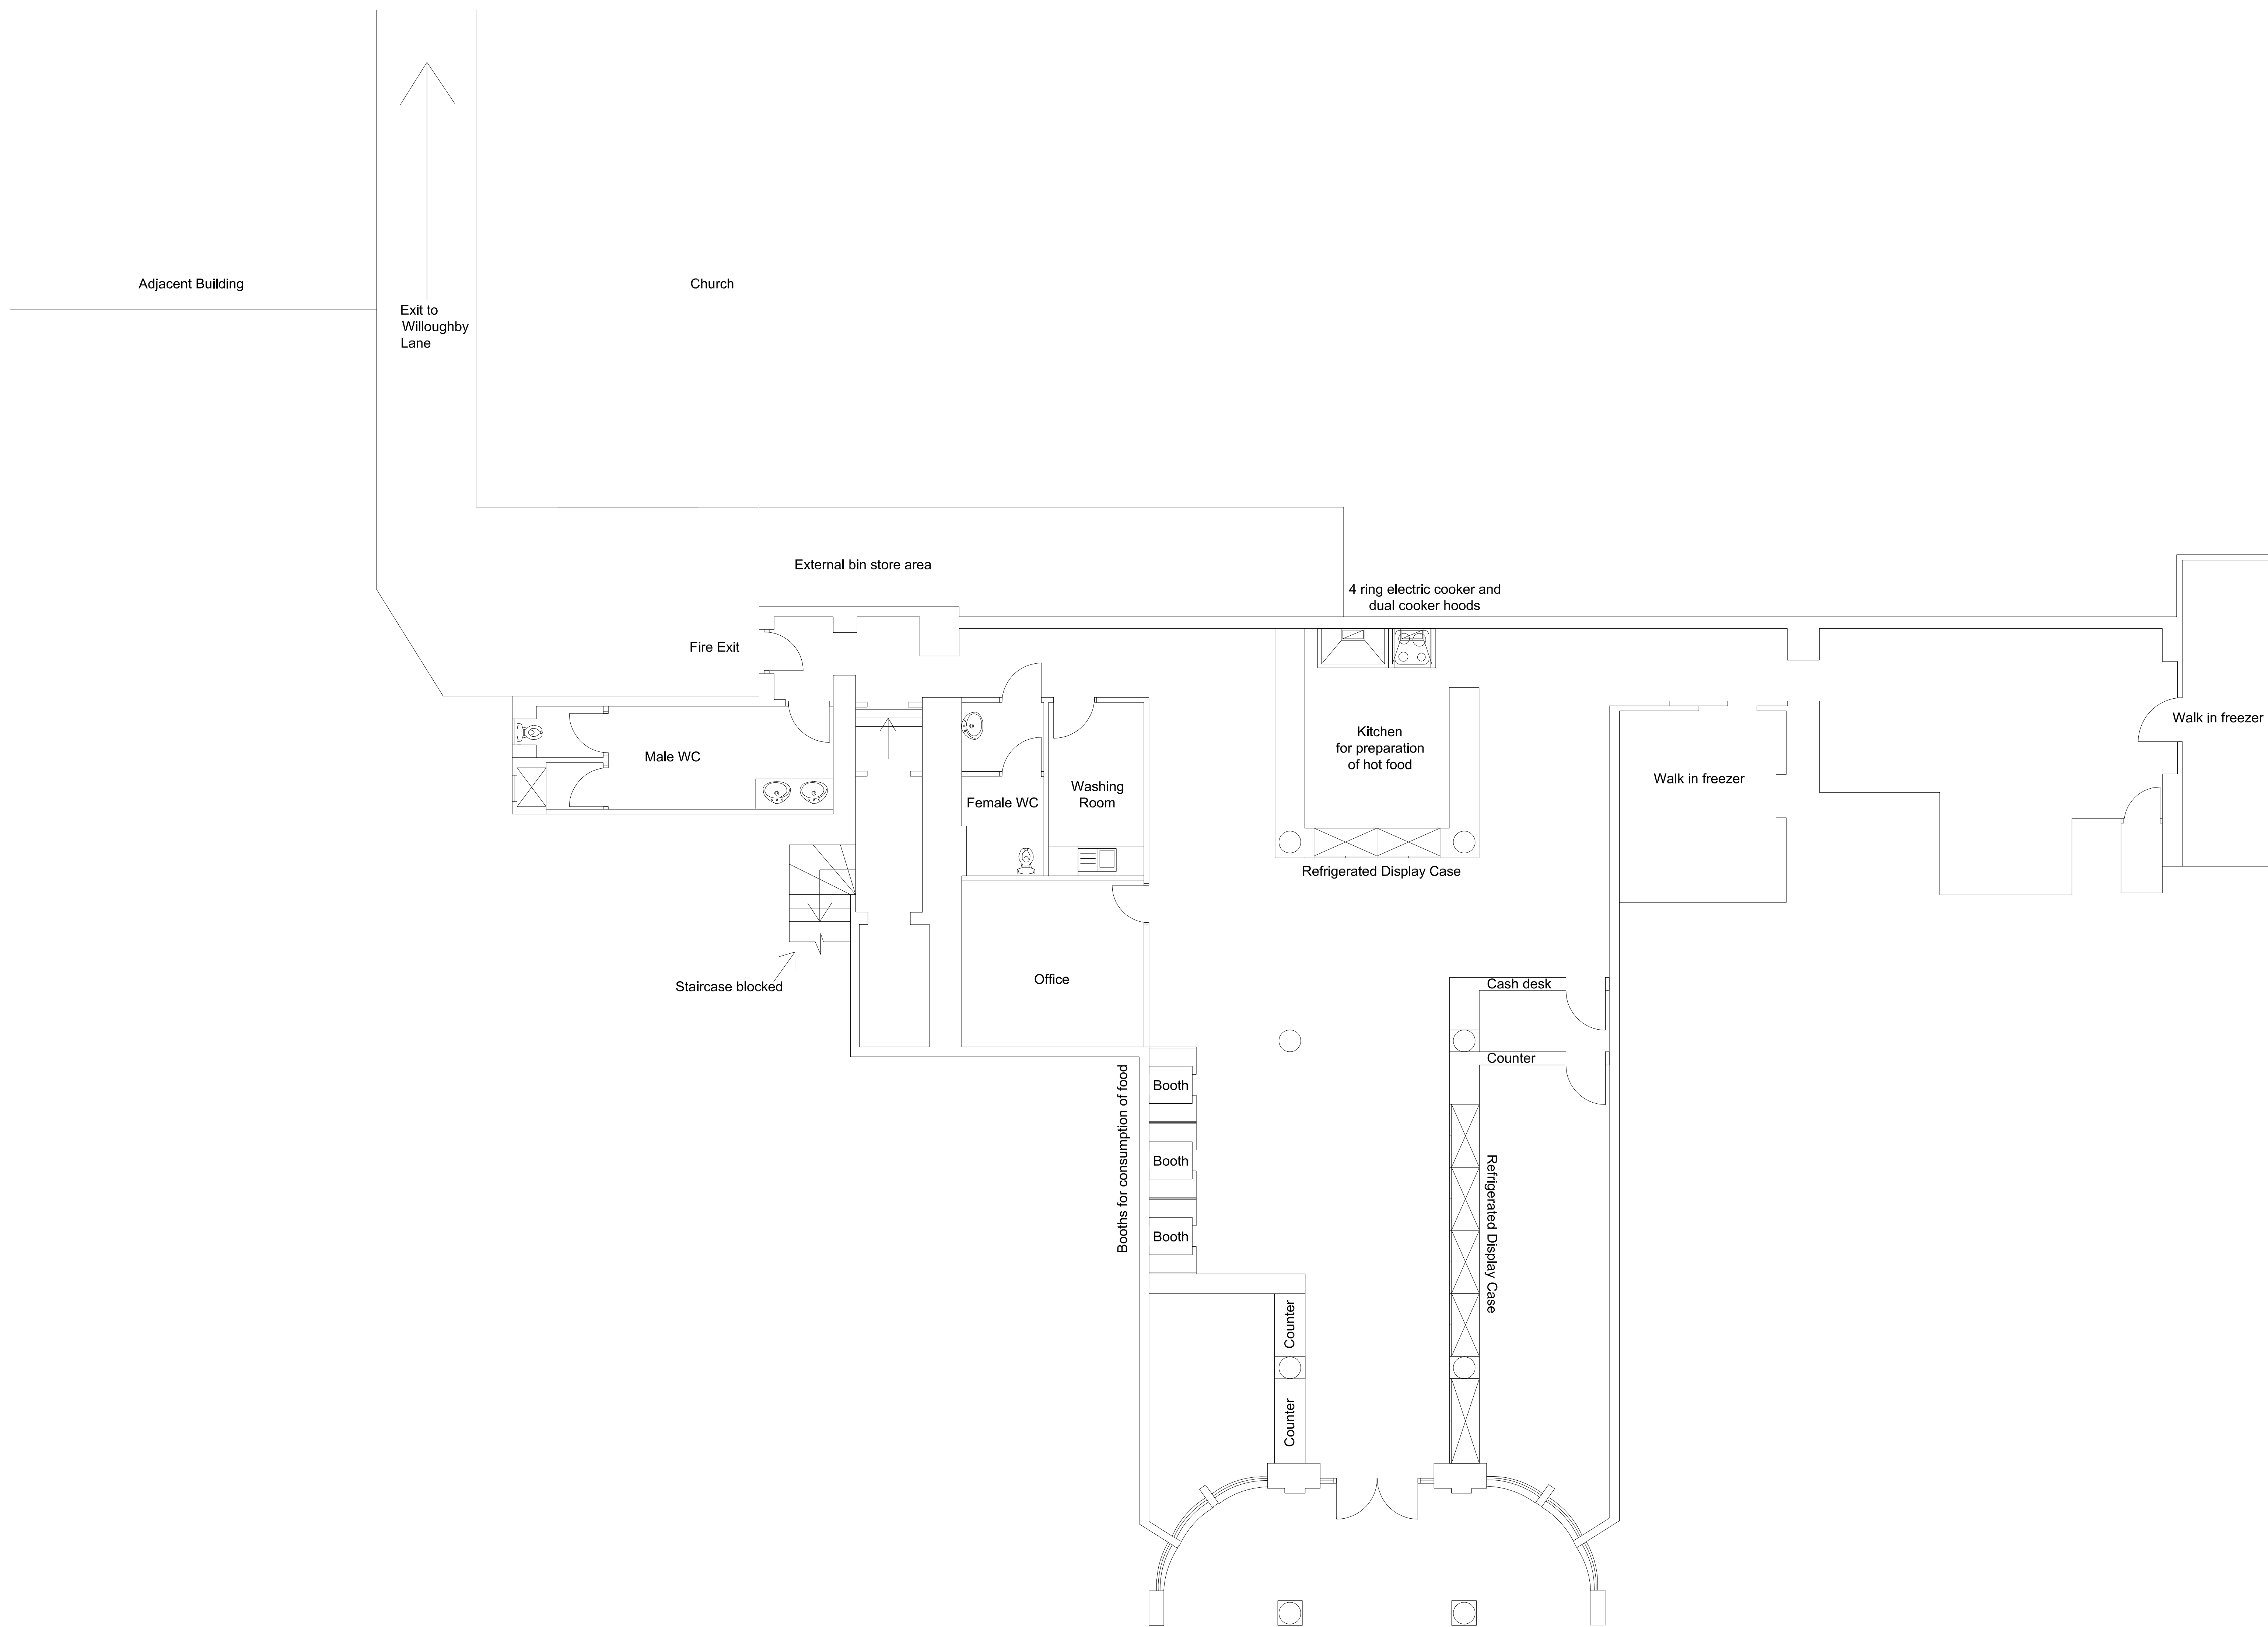 Adjacent Building
Church
Exit to
Willoughby
Lane
External bin store area
4 ring electric cooker and
dual cooker hoods
Fire Exit
Male WC
Female WC
Washing
Room
Kitchen
for preparation
of hot food
Walk in freezer
Walk in freezer
Refrigerated Display Case
Staircase blocked
Office
Cash desk
Counter
Booths for consumption of food
Booth
Booth
Booth
Refrigerated Display Case
Counter
Counter